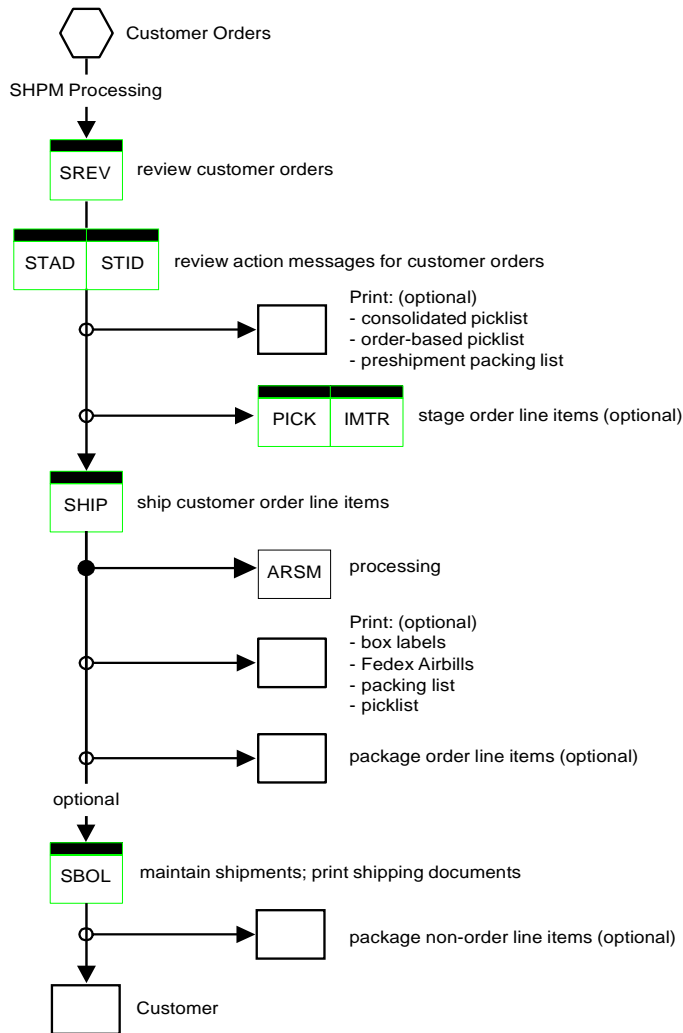 Customer Orders
SHPM Processing
SREV review customer orders
STAD STID review action messages for customer orders
Print: (optional)
- consolidated picklist
- order-based picklist
- preshipment packing list
PICK IMTR stage order line items (optional)
SHIP ship customer order line items
ARSM processing
Print: (optional)
- box labels
- Fedex Airbills
- packing list
- picklist
package order line items (optional)
optional
SBOL maintain shipments; print shipping documents
package non-order line items (optional)
Customer